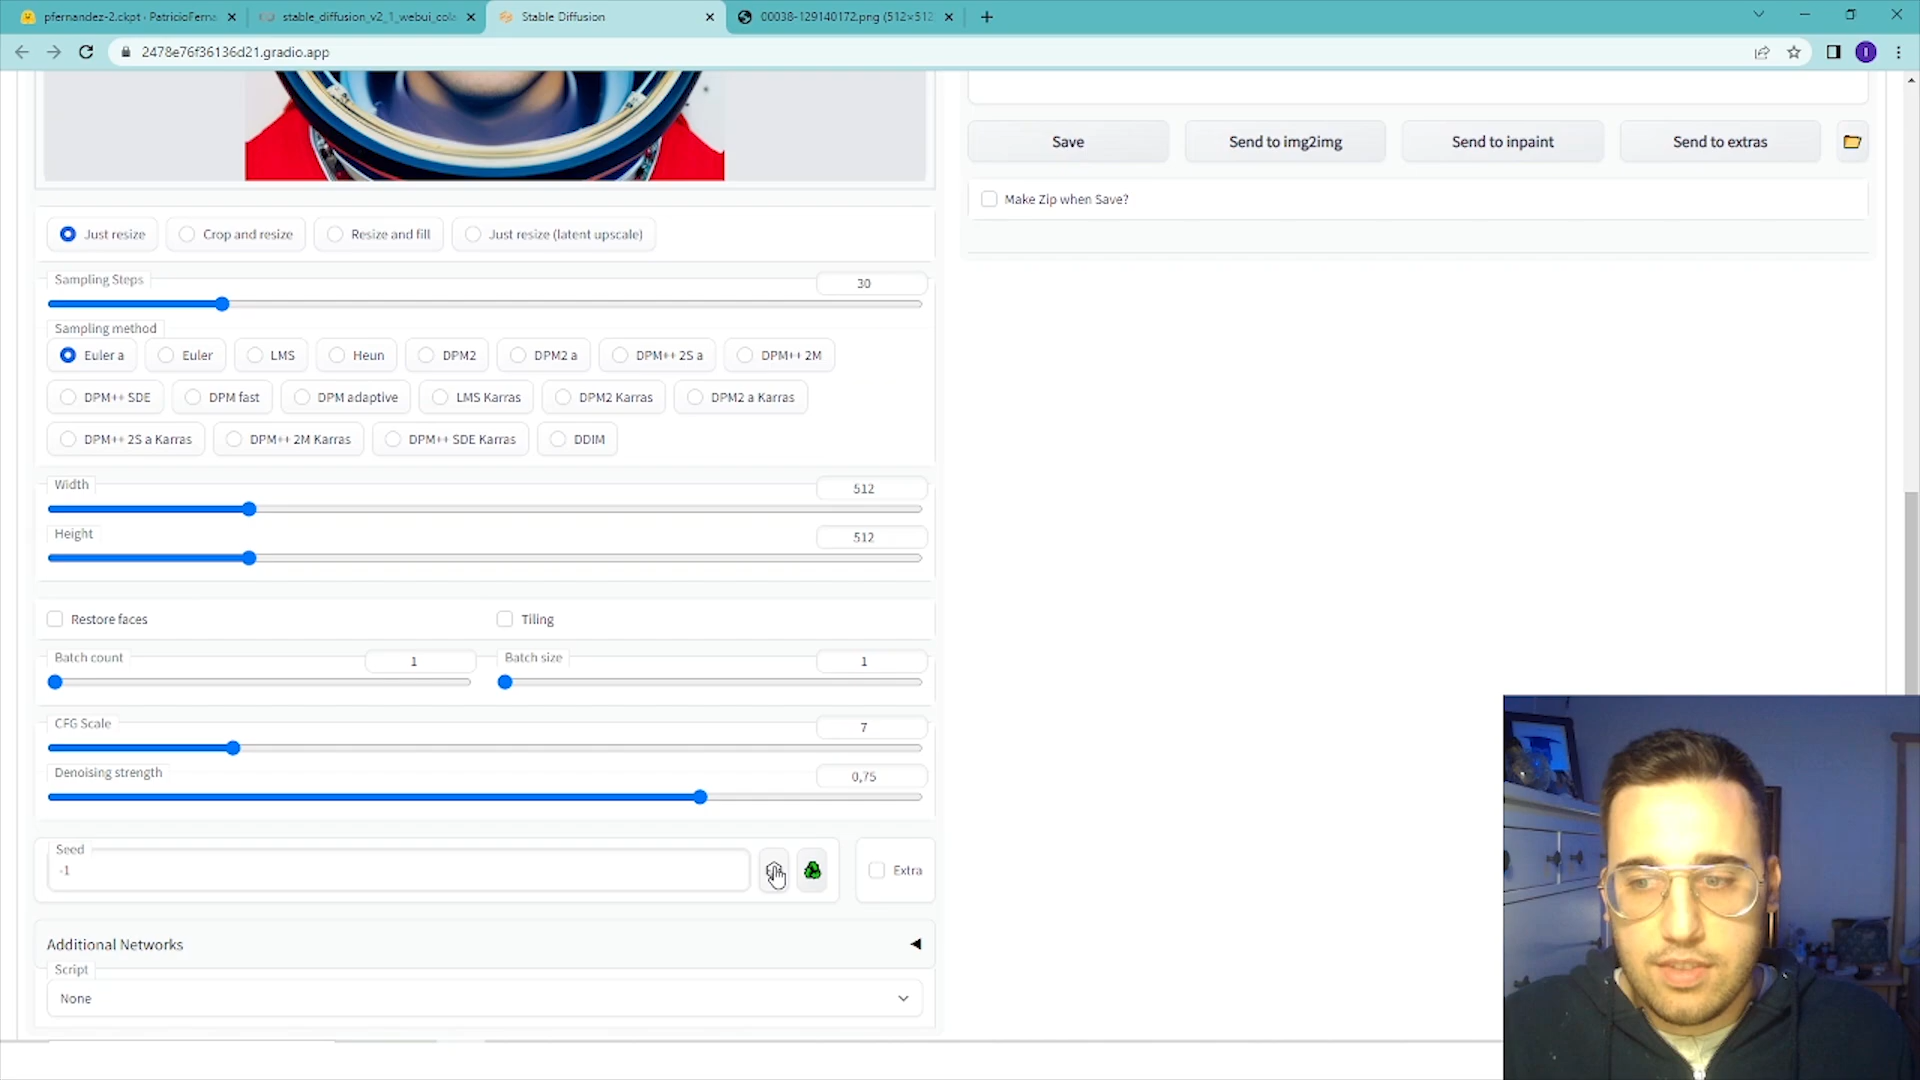 pfernandez-2.ckpt · PatricioFerna
stable_diffusion_v2_1_webui_cola
Stable Diffusion
00038-129140172.png (512×512
2478e76f36136d21.gradio.app
I
Save
Send to img2img
Send to inpaint
Send to extras
Make Zip when Save?
Just resize
Crop and resize
Resize and fill
Just resize (latent upscale)
Sampling Steps
30
Sampling method
Euler a
Euler
LMS
Heun
DPM2
DPM2 a
DPM++ 2S a
DPM++ 2M
DPM++ SDE
DPM fast
DPM adaptive
LMS Karras
DPM2 Karras
DPM2 a Karras
DPM++ 2S a Karras
DPM++ 2M Karras
DPM++ SDE Karras
DDIM
Width
512
Height
512
Restore faces
Tiling
Batch count
1
Batch size
1
CFG Scale
7
Denoising strength
0,75
Seed
-1
Extra
Additional Networks
Script
None